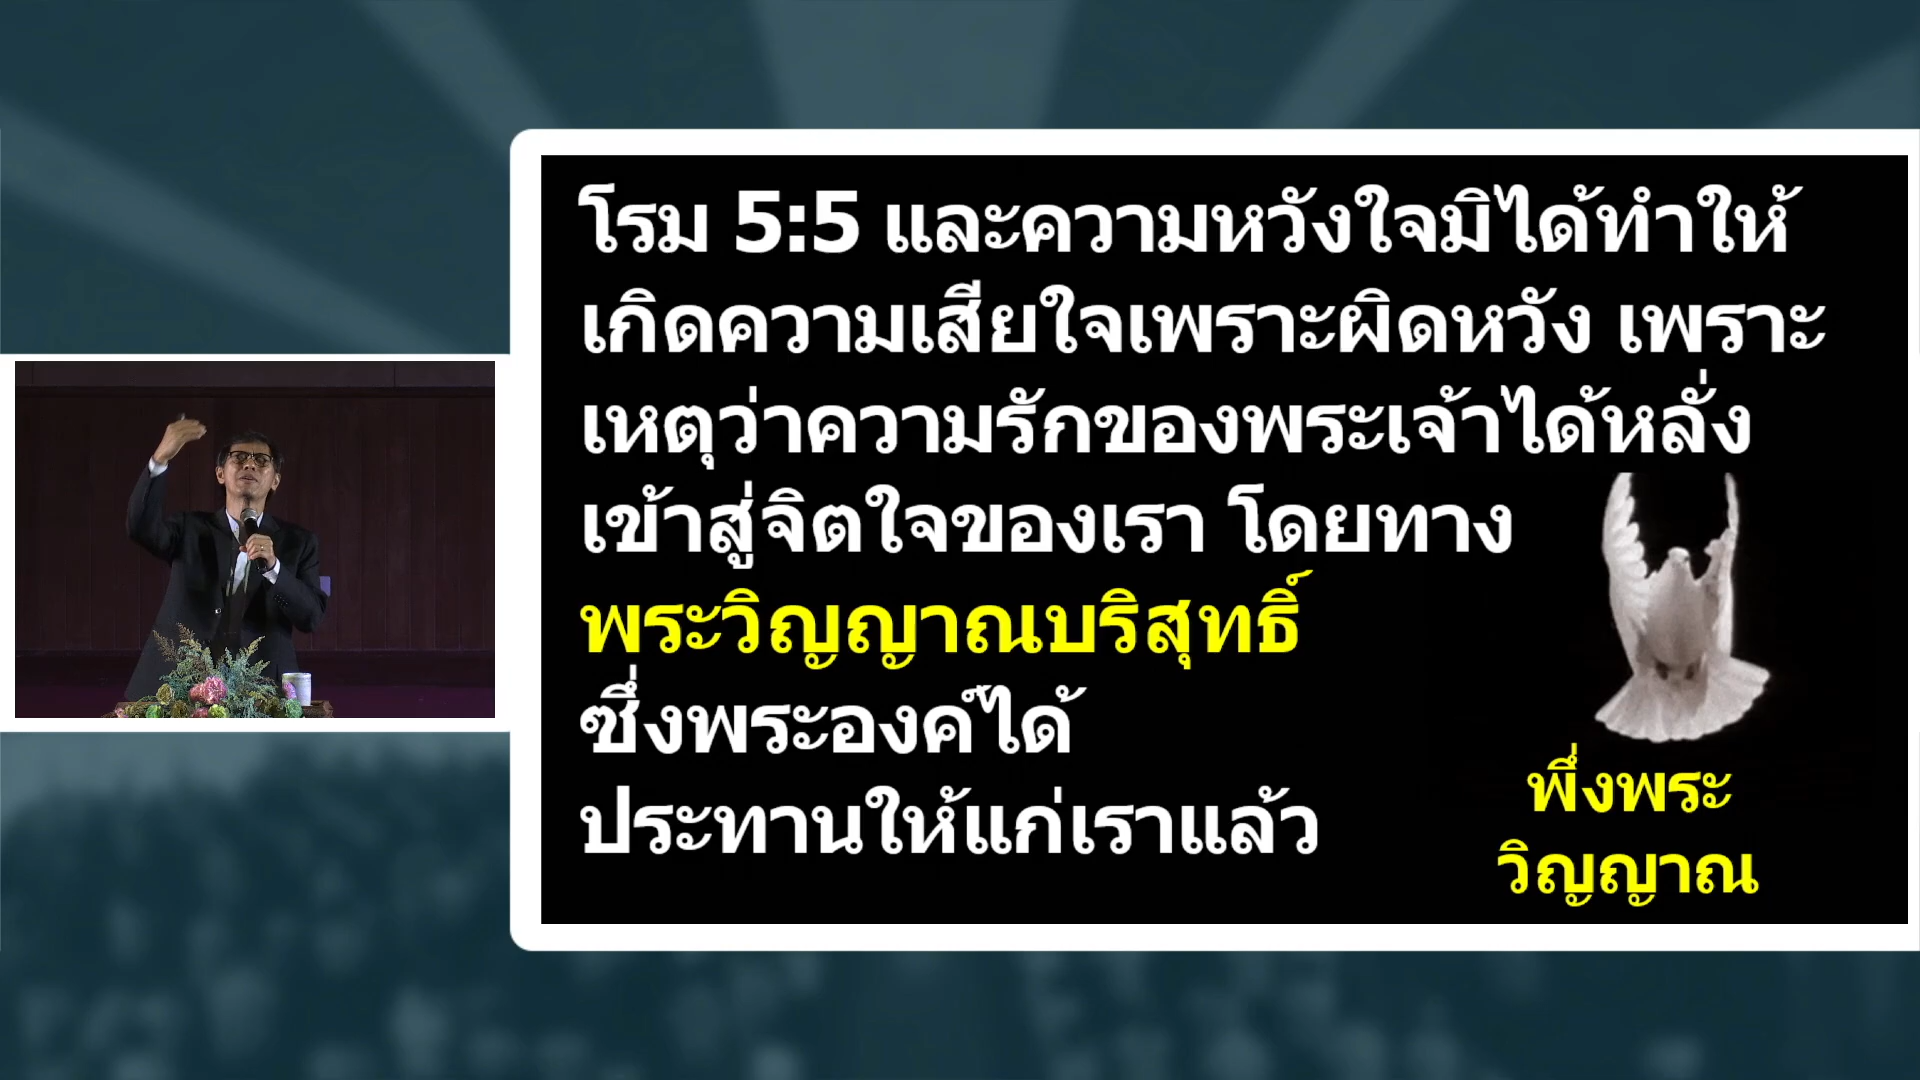 โรม 5:5 และความหวังใจมิได้ทำให้
เกิดความเสียใจเพราะผิดหวัง เพราะ
เหตุว่าความรักของพระเจ้าได้หลั่ง
เข้าสู่จิตใจของเรา โดยทาง
พระวิญญาณบริสุทธิ์
ซึ่งพระองค์ได้
ประทานให้แก่เราแล้ว
พึ่งพระ
วิญญาณ